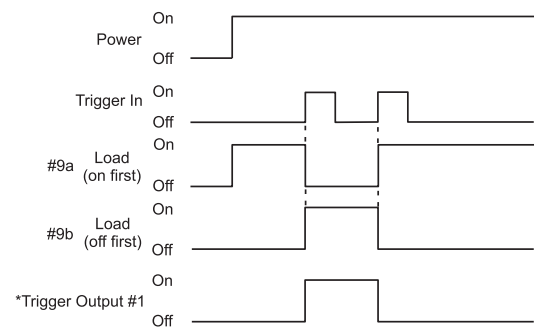 On
Power
Off
On
Trigger In
Off
On
#9a Load
(on first)
Off
On
#9b Load
(off first)
Off
On
*Trigger Output #1
Off